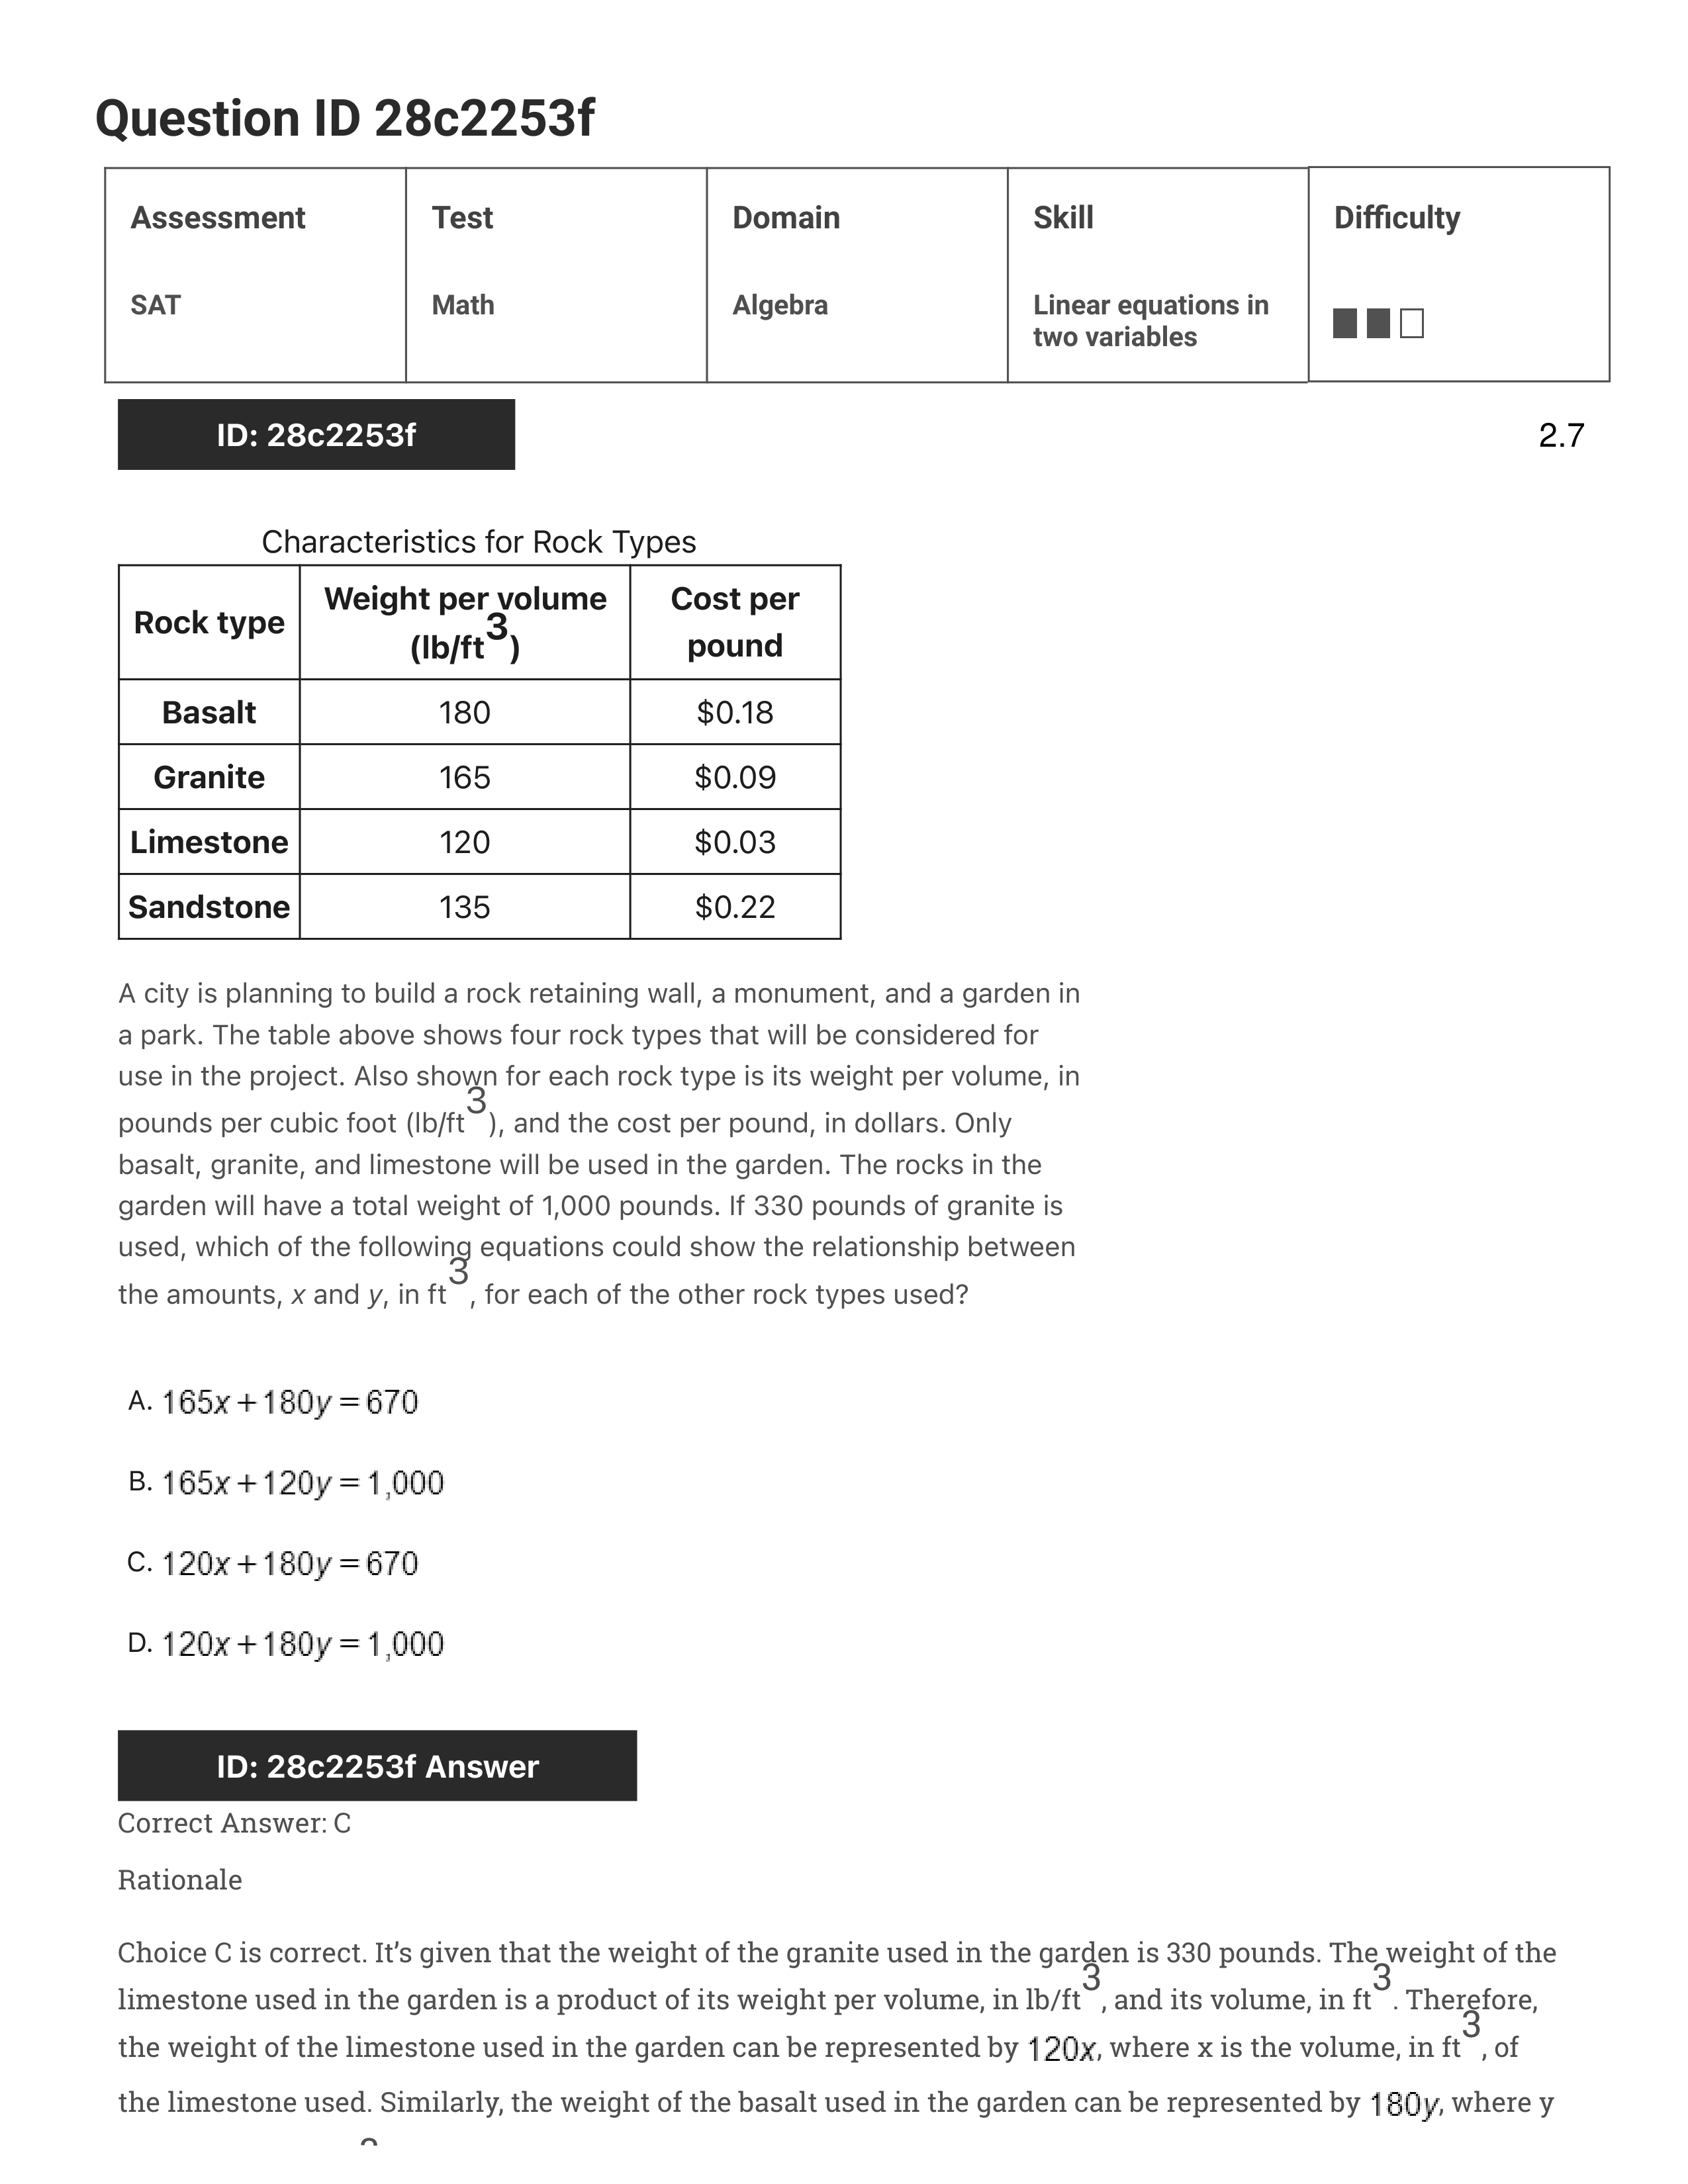 Question ID 28c2253f
Assessment Test Domain Skill Difficulty
SAT Math Algebra Linear equations in
two variables
ID: 28c2253f 2.7
Characteristics for Rock Types
Rock type Weight per volume (lb/ft³) Cost per pound
Basalt 180 $0.18
Granite 165 $0.09
Limestone 120 $0.03
Sandstone 135 $0.22
A city is planning to build a rock retaining wall, a monument, and a garden in
a park. The table above shows four rock types that will be considered for
use in the project. Also shown for each rock type is its weight per volume, in
pounds per cubic foot (lb/ft³), and the cost per pound, in dollars. Only
basalt, granite, and limestone will be used in the garden. The rocks in the
garden will have a total weight of 1,000 pounds. If 330 pounds of granite is
used, which of the following equations could show the relationship between
the amounts, x and y, in ft³, for each of the other rock types used?
A. 165x + 180y = 670
B. 165x + 120y = 1,000
C. 120x + 180y = 670
D. 120x + 180y = 1,000
ID: 28c2253f Answer
Correct Answer: C
Rationale
Choice C is correct. It’s given that the weight of the granite used in the garden is 330 pounds. The weight of the
limestone used in the garden is a product of its weight per volume, in lb/ft³, and its volume, in ft³. Therefore,
the weight of the limestone used in the garden can be represented by 120x, where x is the volume, in ft³, of
the limestone used. Similarly, the weight of the basalt used in the garden can be represented by 180y, where y